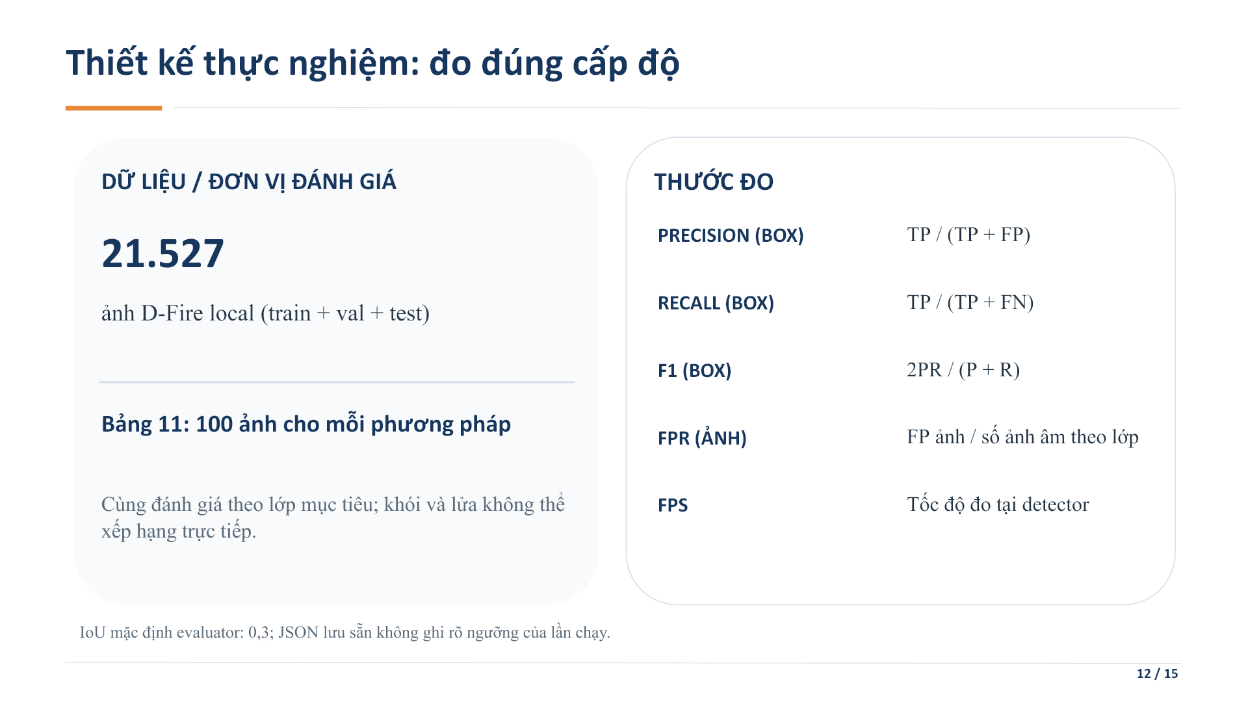 Thiết kế thực nghiệm: đo đúng cấp độ
DỮ LIỆU / ĐƠN VỊ ĐÁNH GIÁ
21.527
ảnh D-Fire local (train + val + test)
Bảng 11: 100 ảnh cho mỗi phương pháp
Cùng đánh giá theo lớp mục tiêu; khói và lửa không thể
xếp hạng trực tiếp.
THƯỚC ĐO
PRECISION (BOX) TP / (TP + FP)
RECALL (BOX) TP / (TP + FN)
F1 (BOX) 2PR / (P + R)
FPR (ẢNH) FP ảnh / số ảnh âm theo lớp
FPS Tốc độ đo tại detector
IoU mặc định evaluator: 0,3; JSON lưu sẵn không ghi rõ ngưỡng của lần chạy.
12 / 15